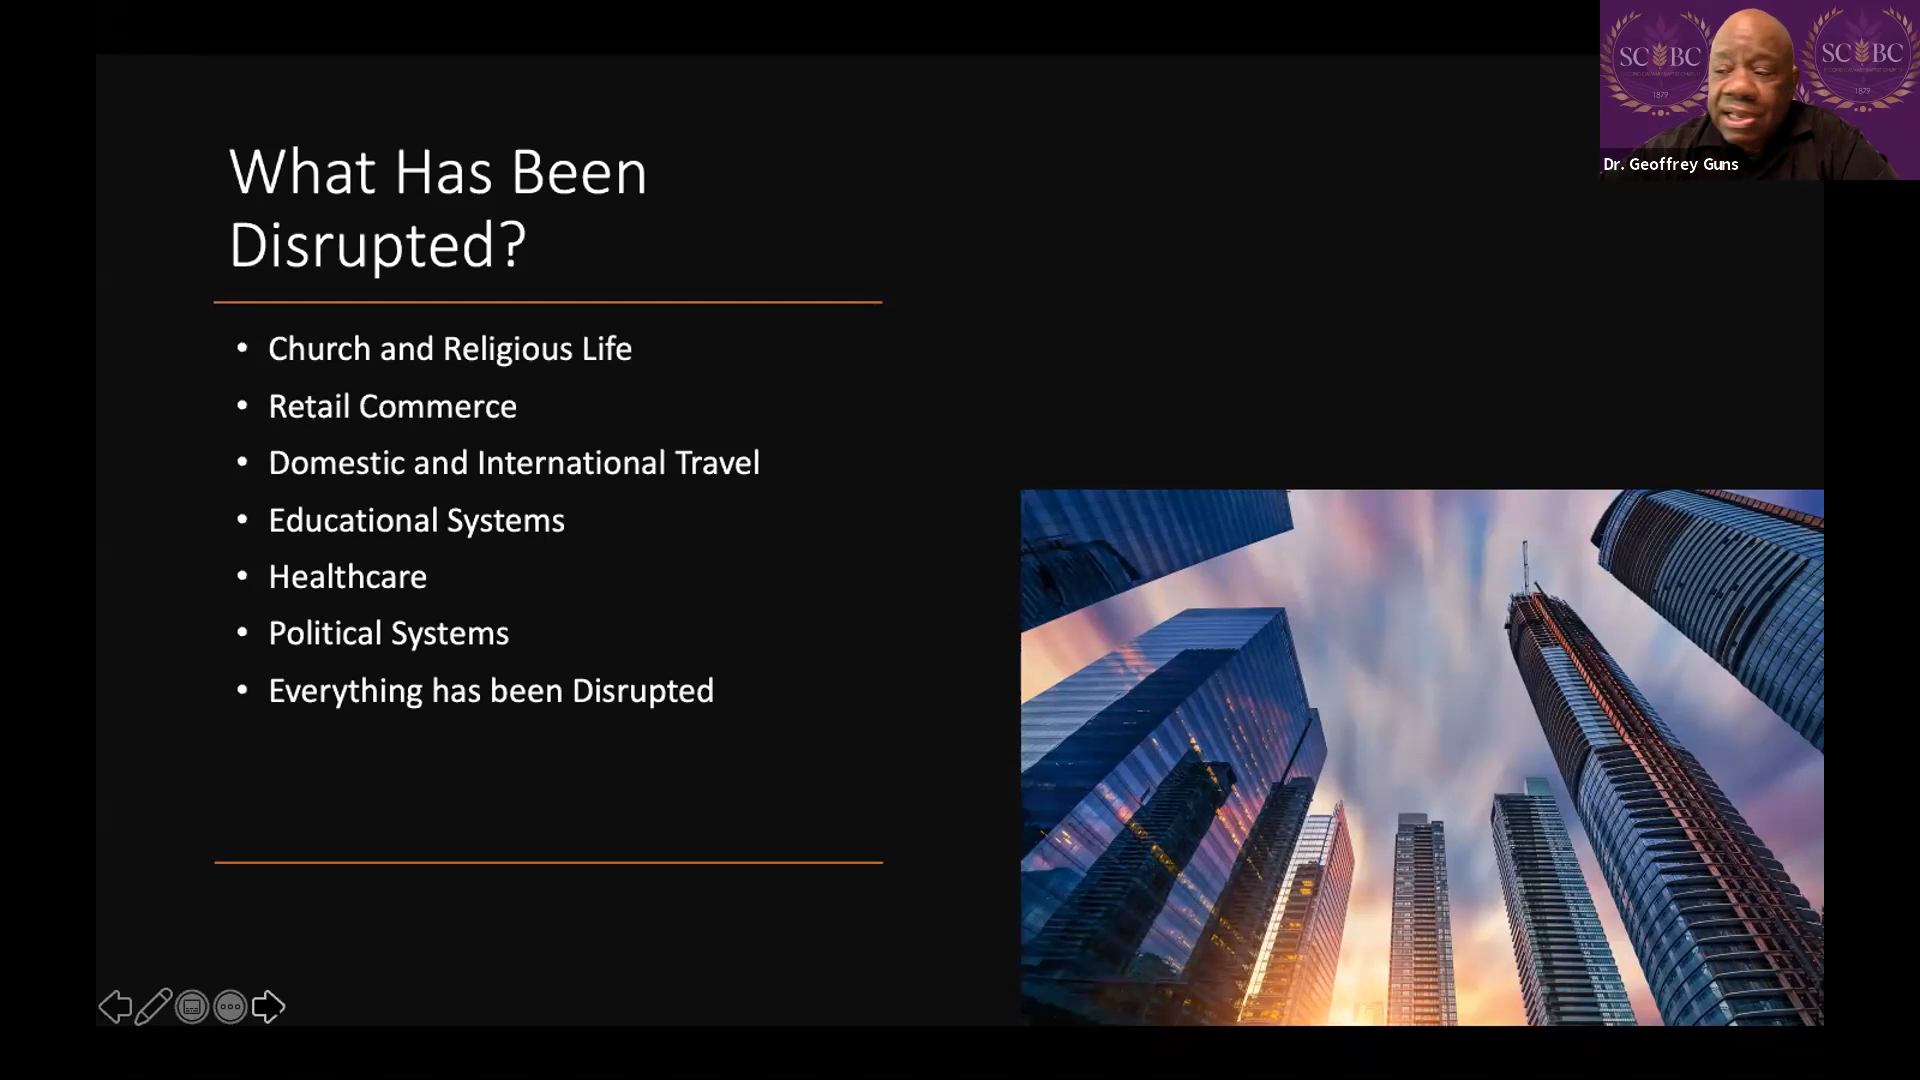 What Has Been
Disrupted?
• Church and Religious Life
• Retail Commerce
• Domestic and International Travel
• Educational Systems
• Healthcare
• Political Systems
• Everything has been Disrupted
SC BC
1879
SC BC
1879
Dr. Geoffrey Guns